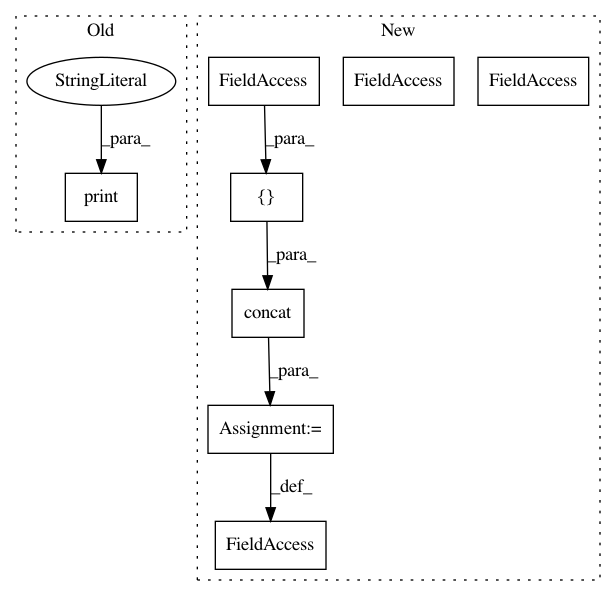 Old
New
StringLiteral
FieldAccess
FieldAccess
FieldAccess
_para_
_para_
print
{}
_para_
concat
_para_
Assignment:=
_def_
FieldAccess